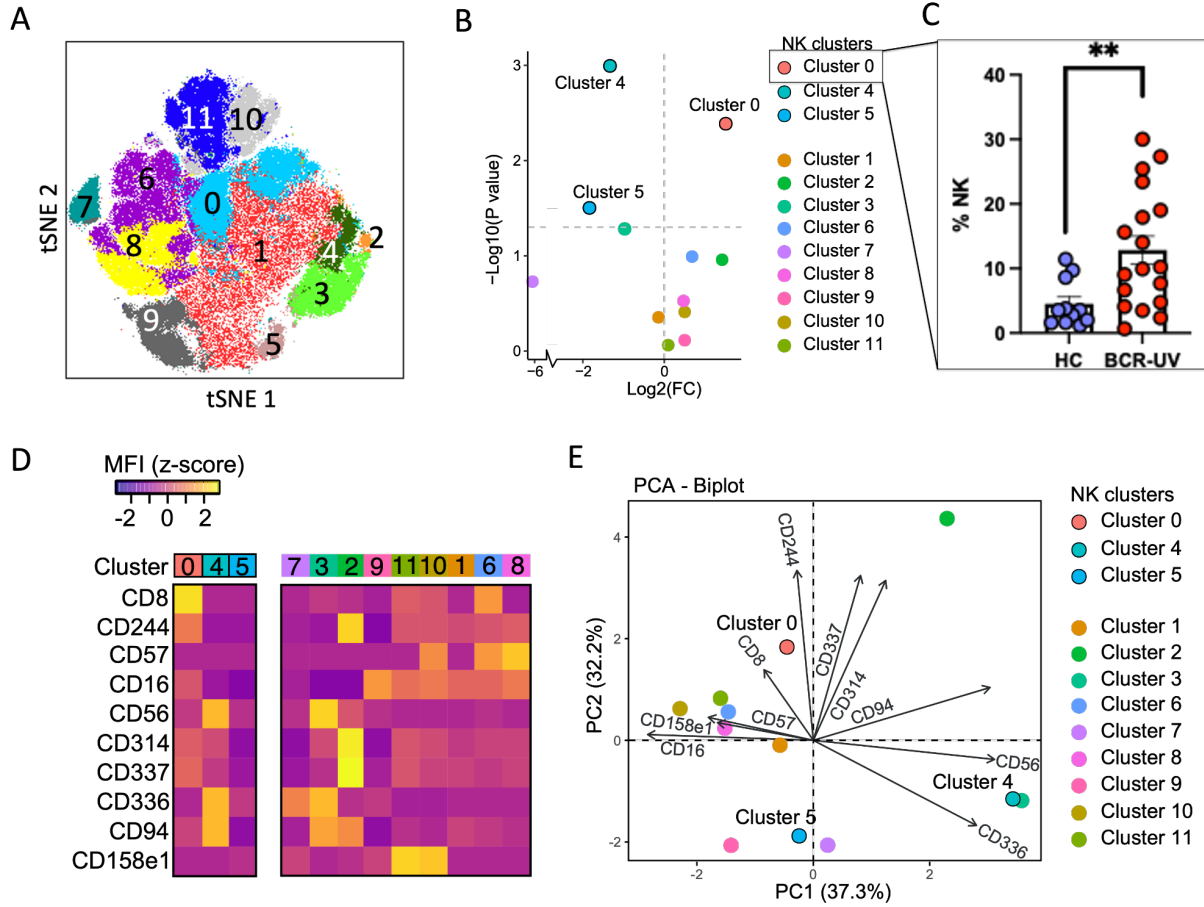 A
11
10
6
7
0
8
1
2
4
3
9
5
tSNE 2
tSNE 1
B
3
2
1
0
-6
-2
0
−Log10(P value)
Log2(FC)
Cluster 4
Cluster 0
Cluster 5
NK clusters
Cluster 0
Cluster 4
Cluster 5
Cluster 1
Cluster 2
Cluster 3
Cluster 6
Cluster 7
Cluster 8
Cluster 9
Cluster 10
Cluster 11
C
**
40
30
20
10
0
% NK
HC BCR-UV
D
MFI (z-score)
-2 0 2
Cluster 0 4 5 7 3 2 9 11 10 1 6 8
CD8
CD244
CD57
CD16
CD56
CD314
CD337
CD336
CD94
CD158e1
E
PCA - Biplot
4
2
0
-2
-2 0 2
PC2 (32.2%)
PC1 (37.3%)
CD244
Cluster 0
CD8
CD337
CD314
CD94
CD158e1
CD57
CD16
CD56
Cluster 4
Cluster 5
CD336
NK clusters
Cluster 0
Cluster 4
Cluster 5
Cluster 1
Cluster 2
Cluster 3
Cluster 6
Cluster 7
Cluster 8
Cluster 9
Cluster 10
Cluster 11